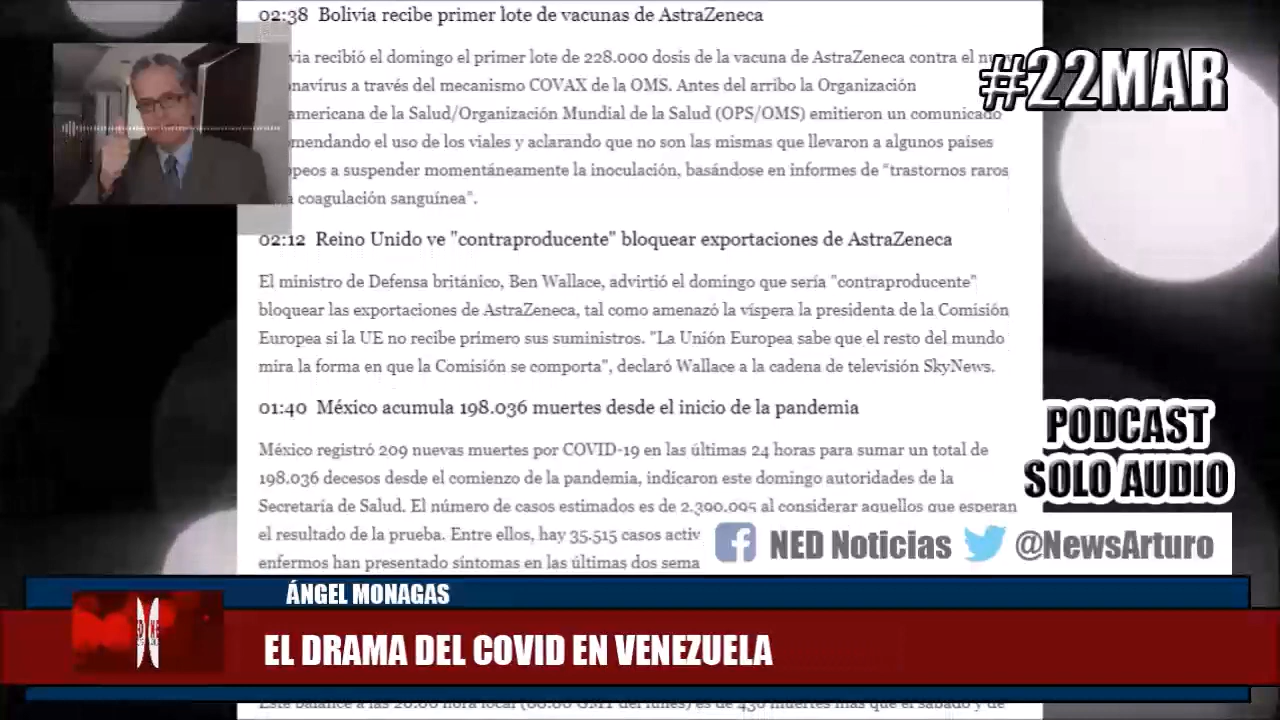 02:38 Bolivia recibe primer lote de vacunas de AstraZeneca
via recibió el domingo el primer lote de 228.000 dosis de la vacuna de AstraZeneca contra el
navirus a través del mecanismo COVAX de la OMS. Antes del arribo la Organización
americana de la Salud/Organización Mundial de la Salud (OPS/OMS) emitieron un comunicado
omendando el uso de los viales y aclarando que no son las mismas que llevaron a algunos países
opeos a suspender momentáneamente la inoculación, basándose en informes de "trastornos raros
a coagulación sanguínea".
#22MAR
02:12 Reino Unido ve "contraproducente" bloquear exportaciones de AstraZeneca
El ministro de Defensa británico, Ben Wallace, advirtió el domingo que sería "contraproducente"
bloquear las exportaciones de AstraZeneca, tal como amenazó la víspera la presidenta de la Comisión
Europea si la UE no recibe primero sus suministros. "La Unión Europea sabe que el resto del mundo
mira la forma en que la Comisión se comporta", declaró Wallace a la cadena de televisión SkyNews.
01:40 México acumula 198.036 muertes desde el inicio de la pandemia
México registró 209 nuevas muertes por COVID-19 en las últimas 24 horas para sumar un total de
198.036 decesos desde el comienzo de la pandemia, indicaron este domingo autoridades de la
Secretaría de Salud. El número de casos estimados es de 2.390.095 al considerar aquellos que esperan
el resultado de la prueba. Entre ellos, hay 35.515 casos activ
enfermos han presentado síntomas en las últimas dos sema
PODCAST
SOLO AUDIO
NED Noticias @NewsArturo
ÁNGEL MONAGAS
EL DRAMA DEL COVID EN VENEZUELA